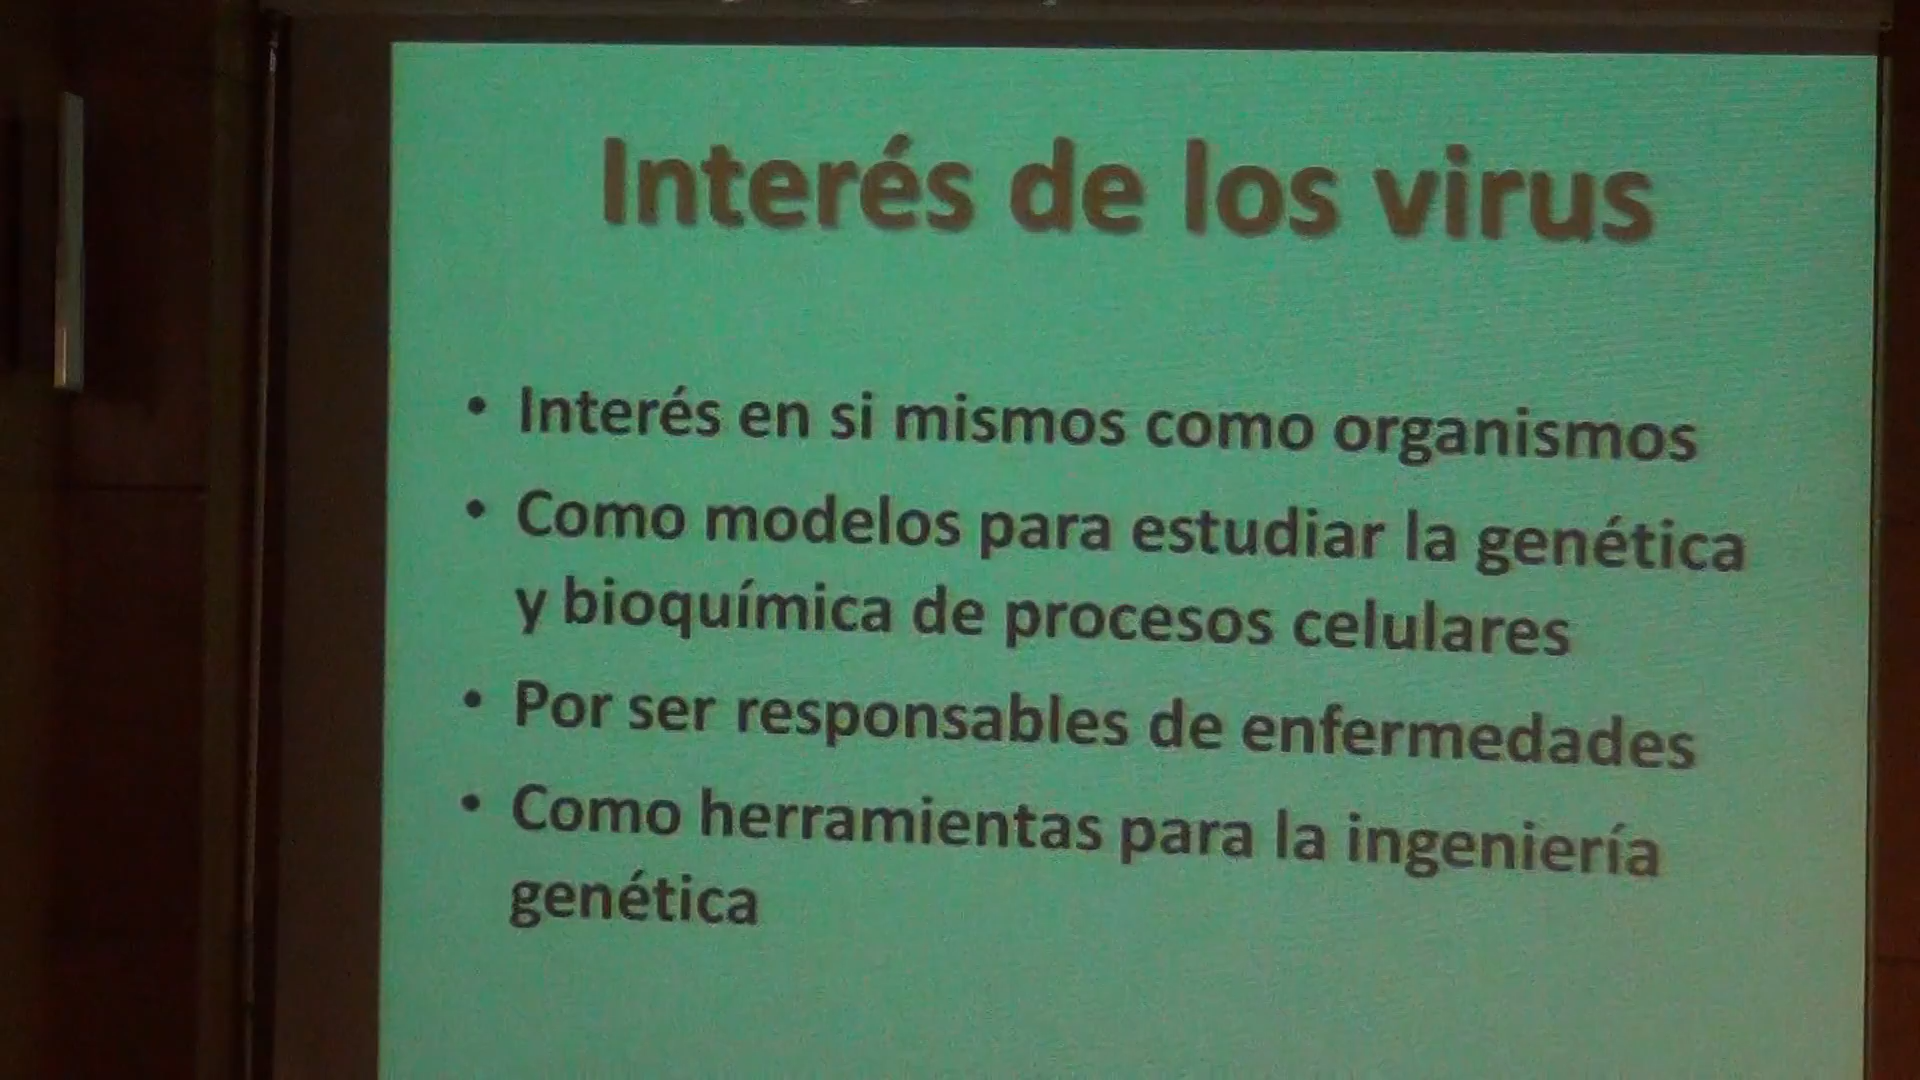 Interés de los virus
• Interés en si mismos como organismos
• Como modelos para estudiar la genética
y bioquímica de procesos celulares
• Por ser responsables de enfermedades
• Como herramientas para la ingeniería
genética